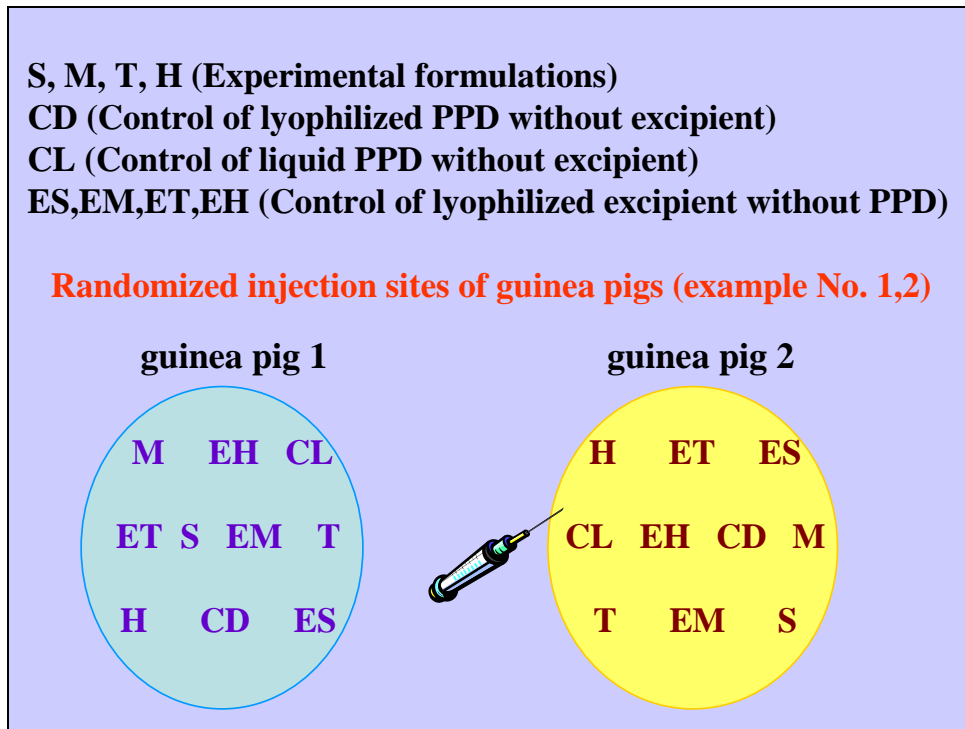 S, M, T, H (Experimental formulations)
CD (Control of lyophilized PPD without excipient)
CL (Control of liquid PPD without excipient)
ES,EM,ET,EH (Control of lyophilized excipient without PPD)
Randomized injection sites of guinea pigs (example No. 1,2)
guinea pig 1
M EH CL
ET S EM T
H CD ES
guinea pig 2
H ET ES
CL EH CD M
T EM S